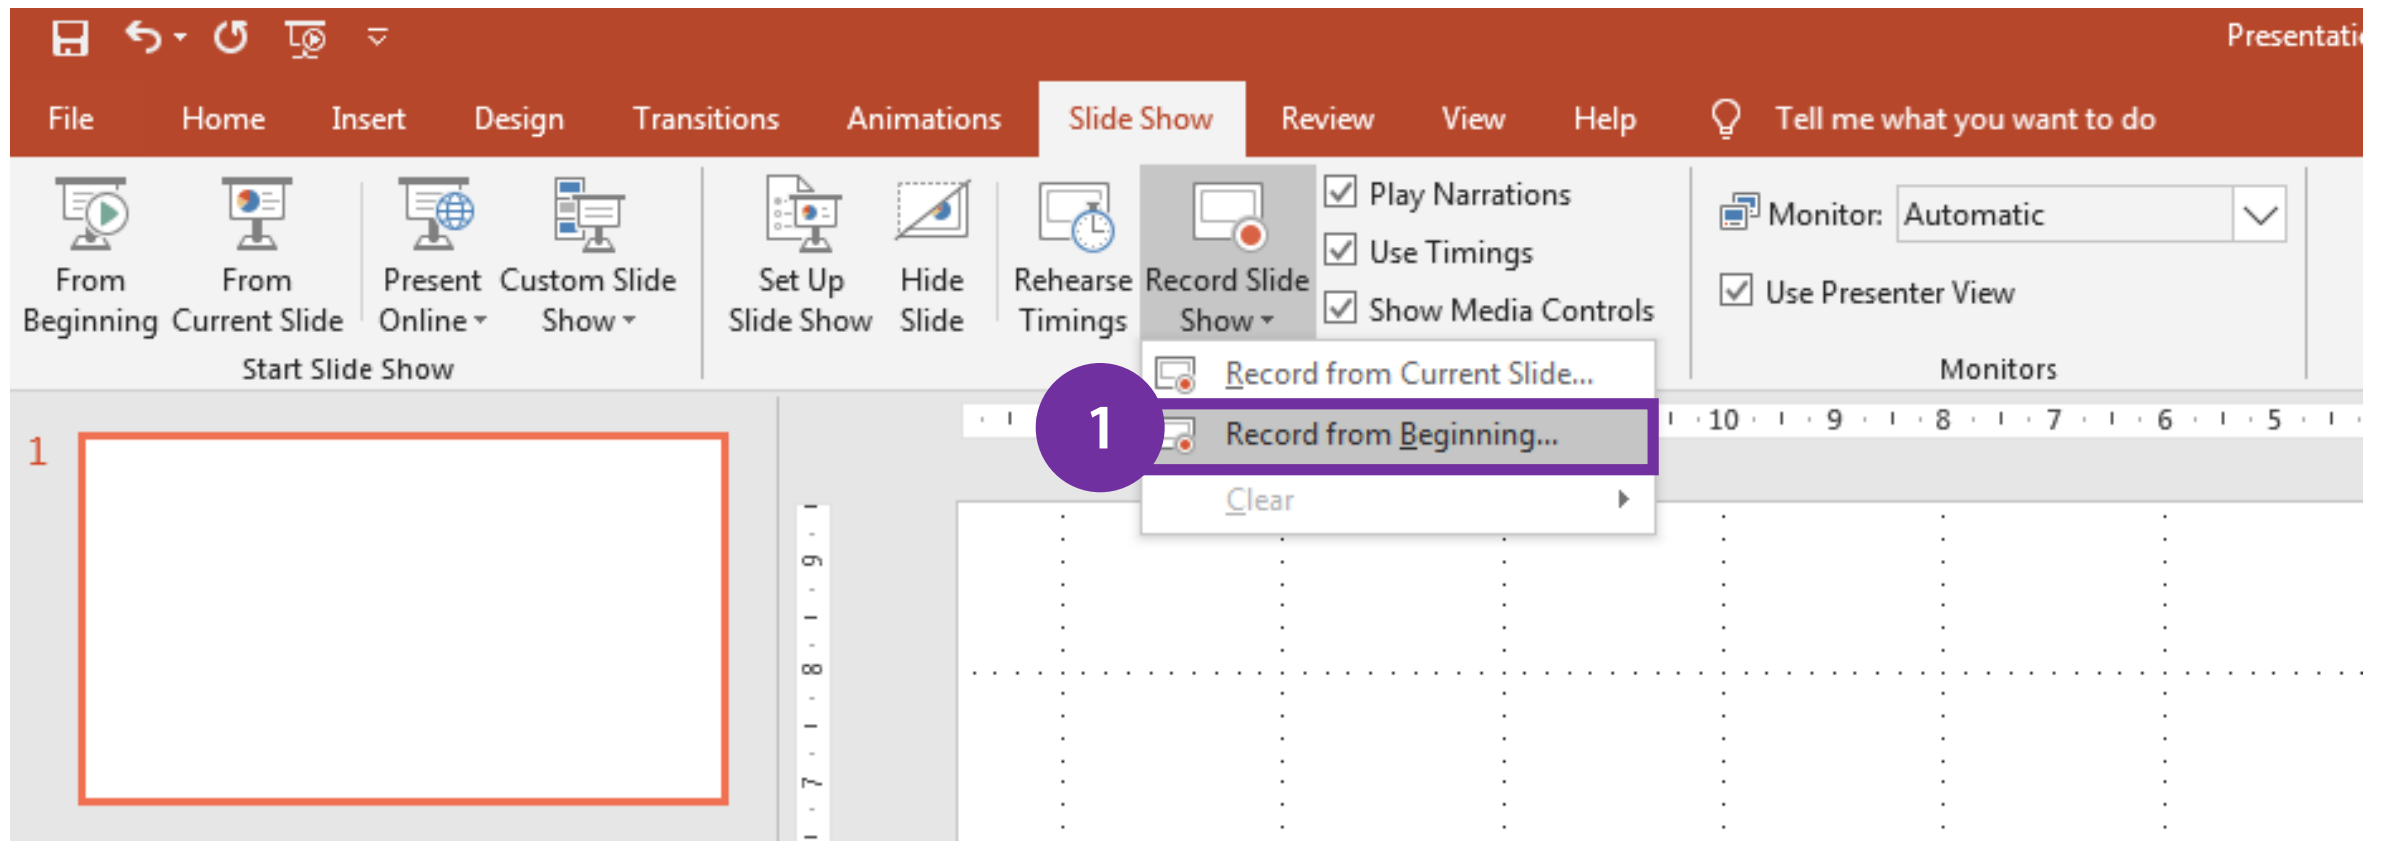 Presentati
File Home Insert Design Transitions Animations Slide Show Review View Help Tell me what you want to do
From Beginning
From Current Slide
Present Online
Custom Slide Show
Start Slide Show
Set Up Slide Show
Hide Slide
Rehearse Timings
Record Slide Show
Play Narrations
Use Timings
Show Media Controls
Monitor: Automatic
Use Presenter View
Monitors
Record from Current Slide...
1
Record from Beginning...
Clear
10 9 8 7 6 5
1
9
8
7